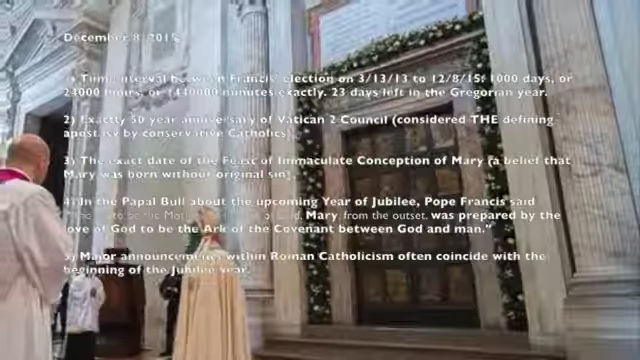 December 8, 2015
1) Time interval between Francis' election on 3/13/13 to 12/8/15: 1000 days, or
24000 hours, or 1440000 minutes exactly. 23 days left in the Gregorian year.
2) Exactly 50 year anniversary of Vatican 2 Council (considered THE defining
apostasy by conservative Catholics).
3) The exact date of the Feast of Immaculate Conception of Mary (a belief that
Mary was born without original sin).
4) In the Papal Bull about the upcoming Year of Jubilee, Pope Francis said
to be the Mother of God, Mary, from the outset, was prepared by the
love of God to be the Ark of the Covenant between God and man."
5) Major announcements within Roman Catholicism often coincide with the
beginning of the Jubilee year.